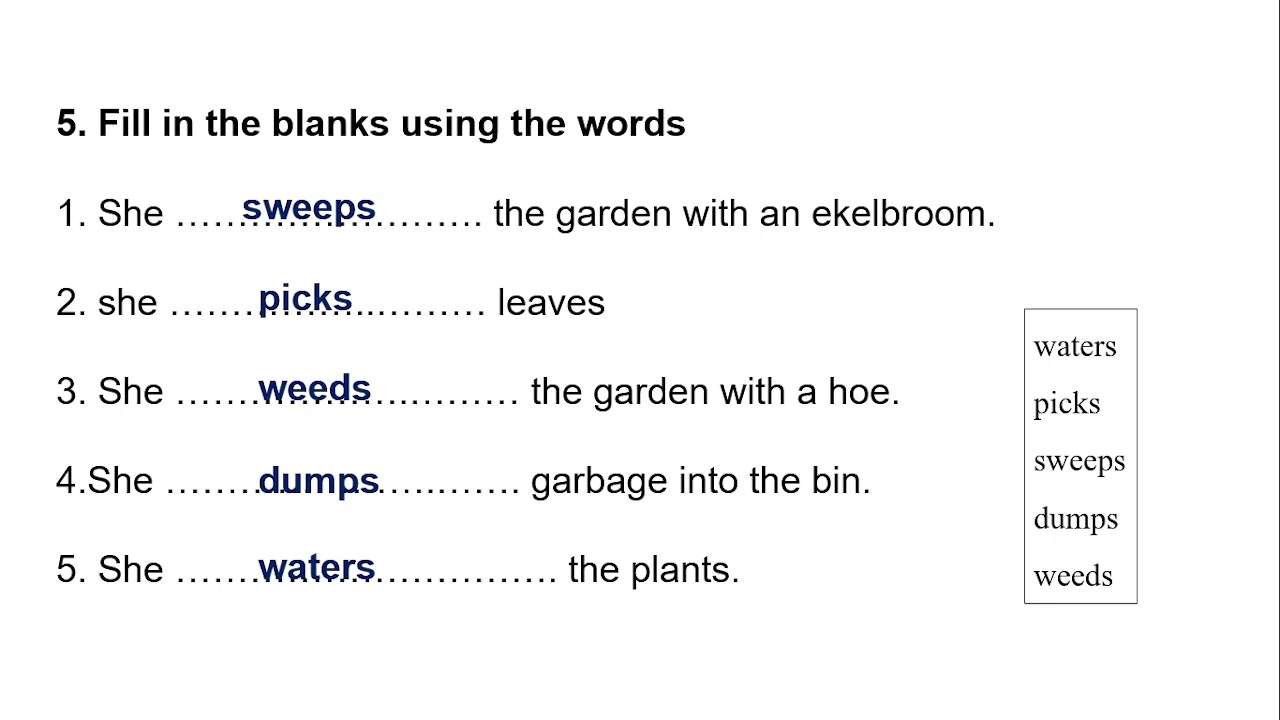 5. Fill in the blanks using the words
1. She ……sweeps……………. the garden with an ekelbroom.
2. she …….picks……….……… leaves
3. She ……weeds………….……… the garden with a hoe.
4.She …….dumps………….……. garbage into the bin.
5. She ……waters……………………. the plants.
waters
picks
sweeps
dumps
weeds